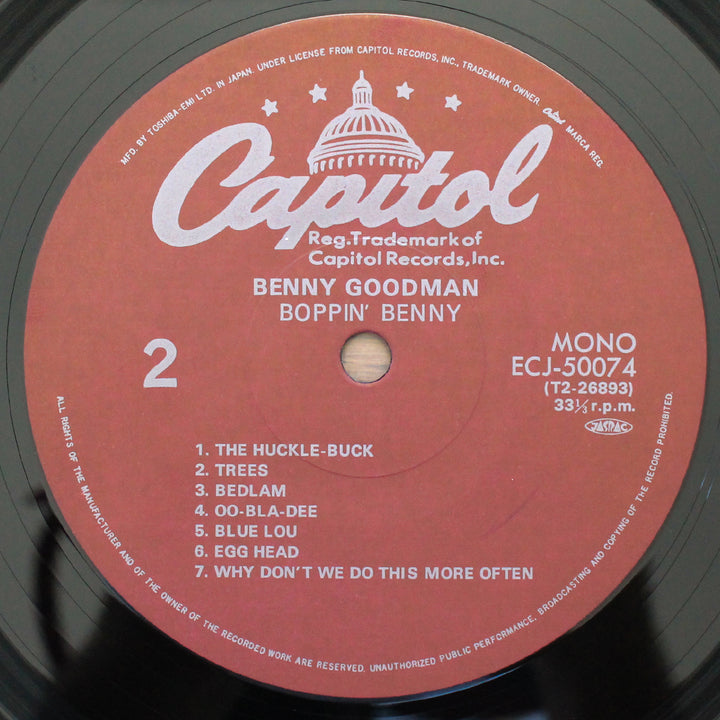 MFD. BY TOSHIBA-EMI LTD. IN JAPAN. UNDER LICENSE FROM CAPITOL RECORDS, INC., TRADEMARK OWNER. Capitol MARCA REG.
Capitol
Reg.Trademark of
Capitol Records,Inc.
BENNY GOODMAN
BOPPIN' BENNY
2
MONO
ECJ-50074
(T2-26893)
33⅓ r.p.m.
JASRAC
1. THE HUCKLE-BUCK
2. TREES
3. BEDLAM
4. OO-BLA-DEE
5. BLUE LOU
6. EGG HEAD
7. WHY DON'T WE DO THIS MORE OFTEN
ALL RIGHTS OF THE MANUFACTURER AND OF THE OWNER OF THE RECORDED WORK ARE RESERVED. UNAUTHORIZED PUBLIC PERFORMANCE, BROADCASTING AND COPYING OF THE RECORD PROHIBITED.